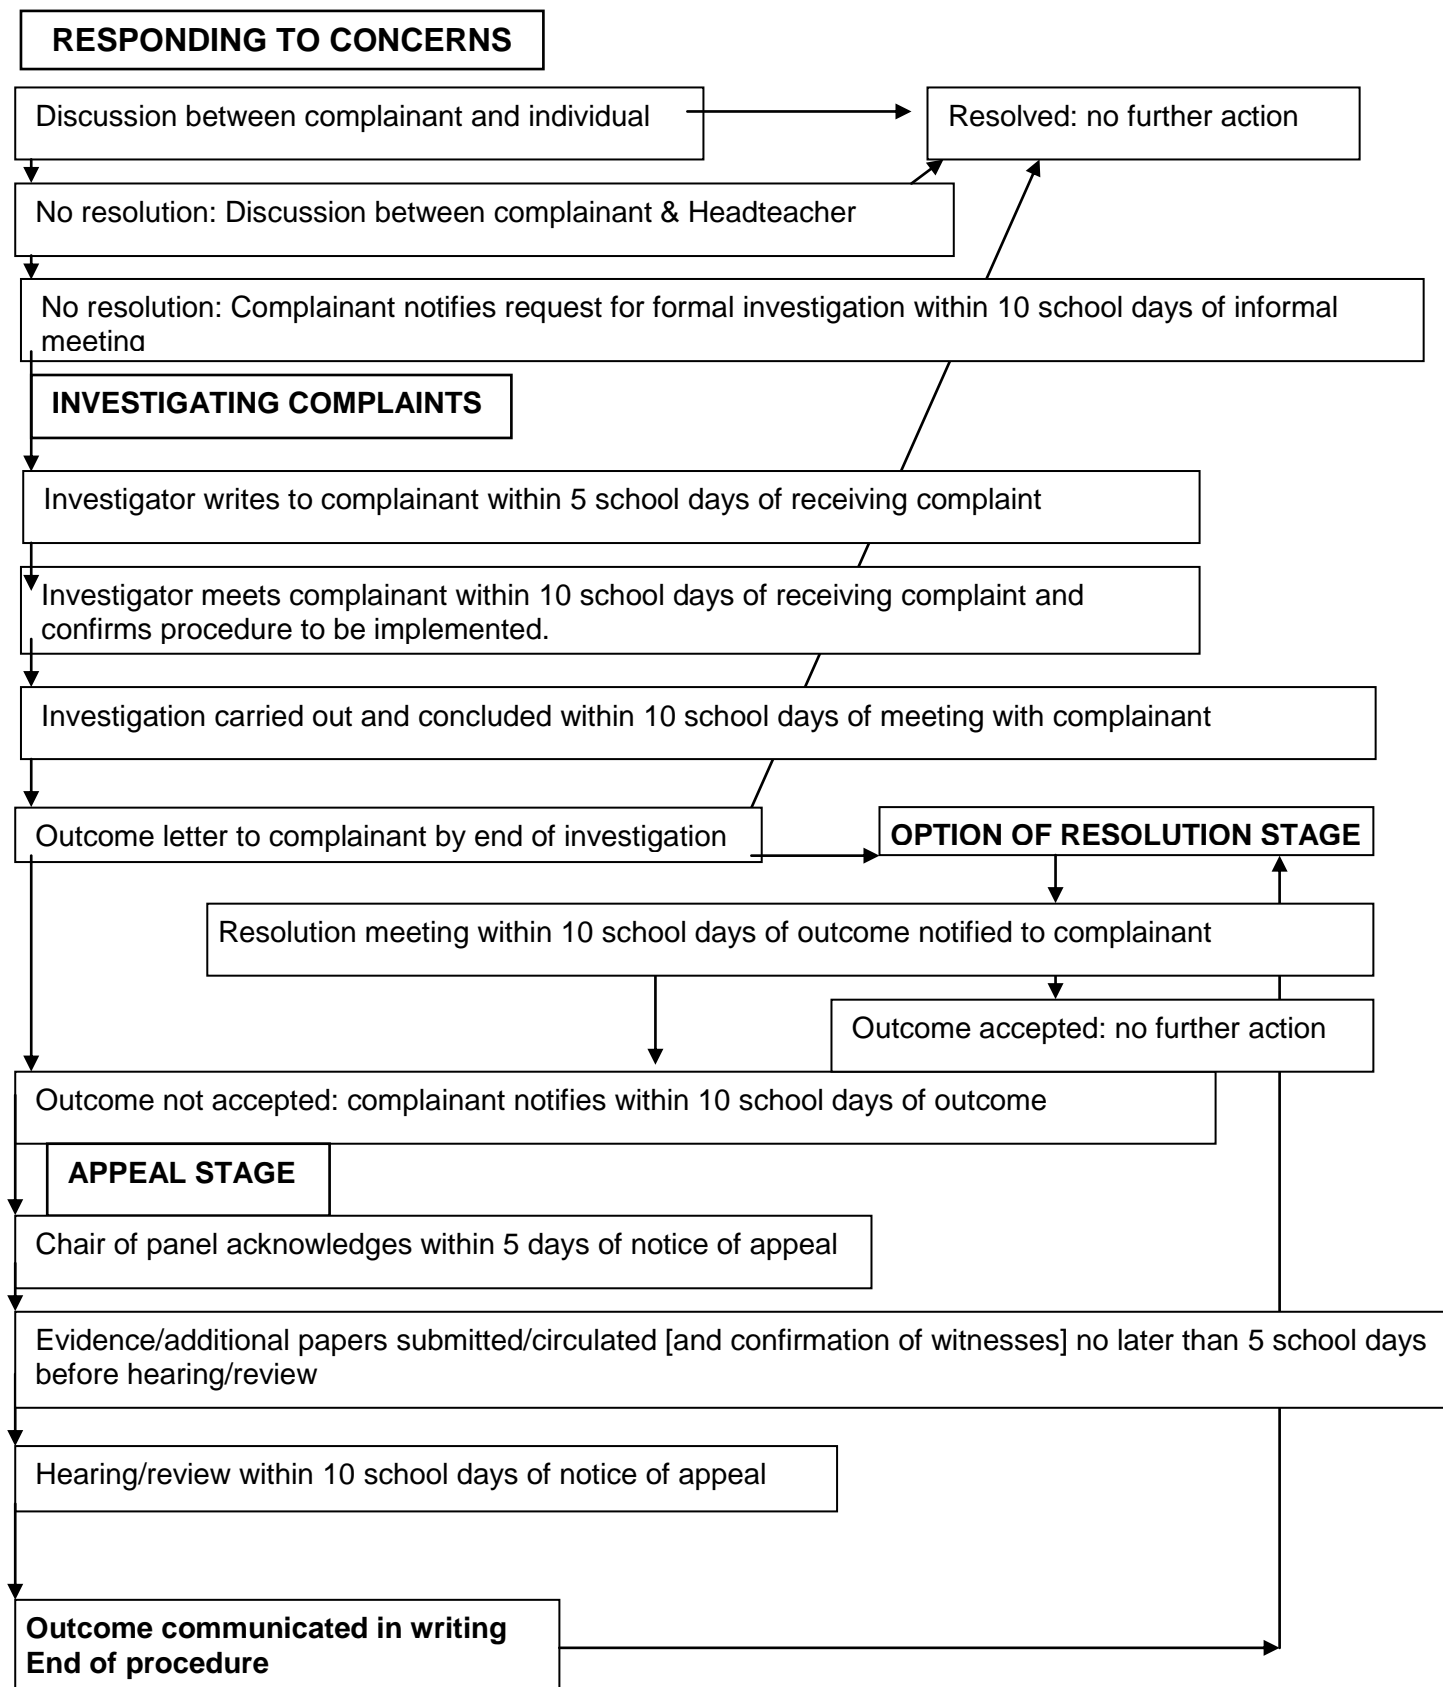 RESPONDING TO CONCERNS
Discussion between complainant and individual
Resolved: no further action
No resolution: Discussion between complainant & Headteacher
No resolution: Complainant notifies request for formal investigation within 10 school days of informal
meeting
INVESTIGATING COMPLAINTS
Investigator writes to complainant within 5 school days of receiving complaint
Investigator meets complainant within 10 school days of receiving complaint and
confirms procedure to be implemented.
Investigation carried out and concluded within 10 school days of meeting with complainant
Outcome letter to complainant by end of investigation
OPTION OF RESOLUTION STAGE
Resolution meeting within 10 school days of outcome notified to complainant
Outcome accepted: no further action
Outcome not accepted: complainant notifies within 10 school days of outcome
APPEAL STAGE
Chair of panel acknowledges within 5 days of notice of appeal
Evidence/additional papers submitted/circulated [and confirmation of witnesses] no later than 5 school days
before hearing/review
Hearing/review within 10 school days of notice of appeal
Outcome communicated in writing
End of procedure